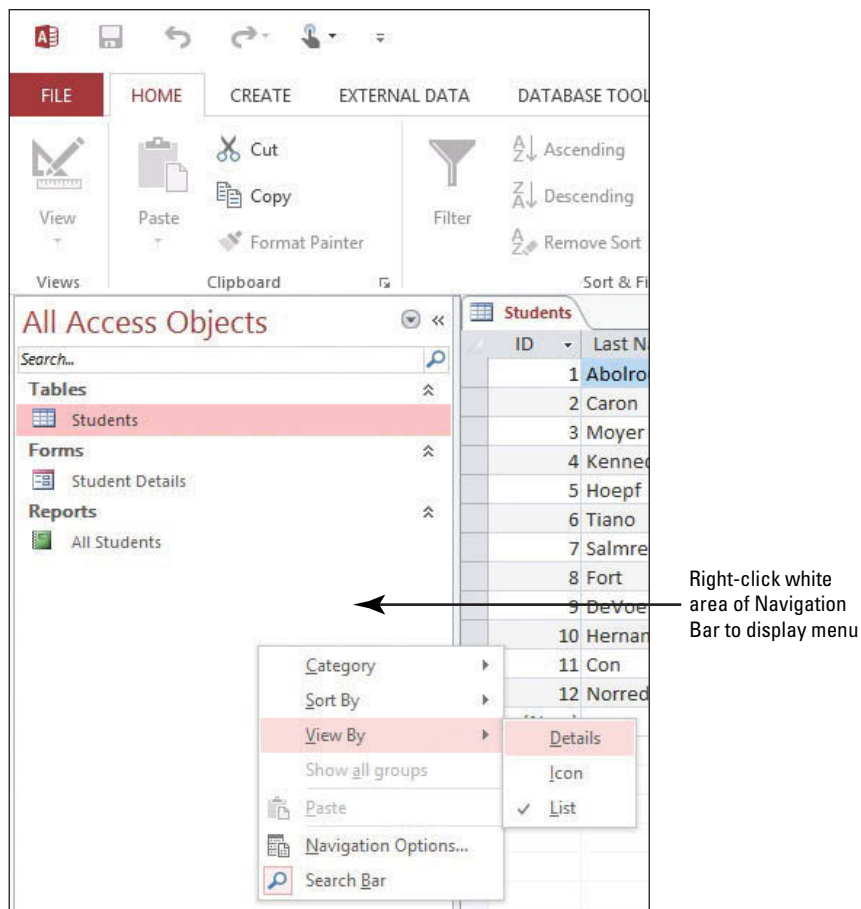 FILE HOME CREATE EXTERNAL DATA DATABASE TOOL
Cut
Copy
Format Painter
View
Paste
Filter
Ascending
Descending
Remove Sort
Views Clipboard Sort & Fi
All Access Objects
Search...
Tables
Students
Forms
Student Details
Reports
All Students
Students
ID Last N
1 Abolro
2 Caron
3 Moyer
4 Kenned
5 Hoepf
6 Tiano
7 Salmre
8 Fort
9 DeVoe
10 Hernan
11 Con
12 Norred
Category
Sort By
View By
Show all groups
Paste
Navigation Options...
Search Bar
Details
Icon
List
Right-click white
area of Navigation
Bar to display menu